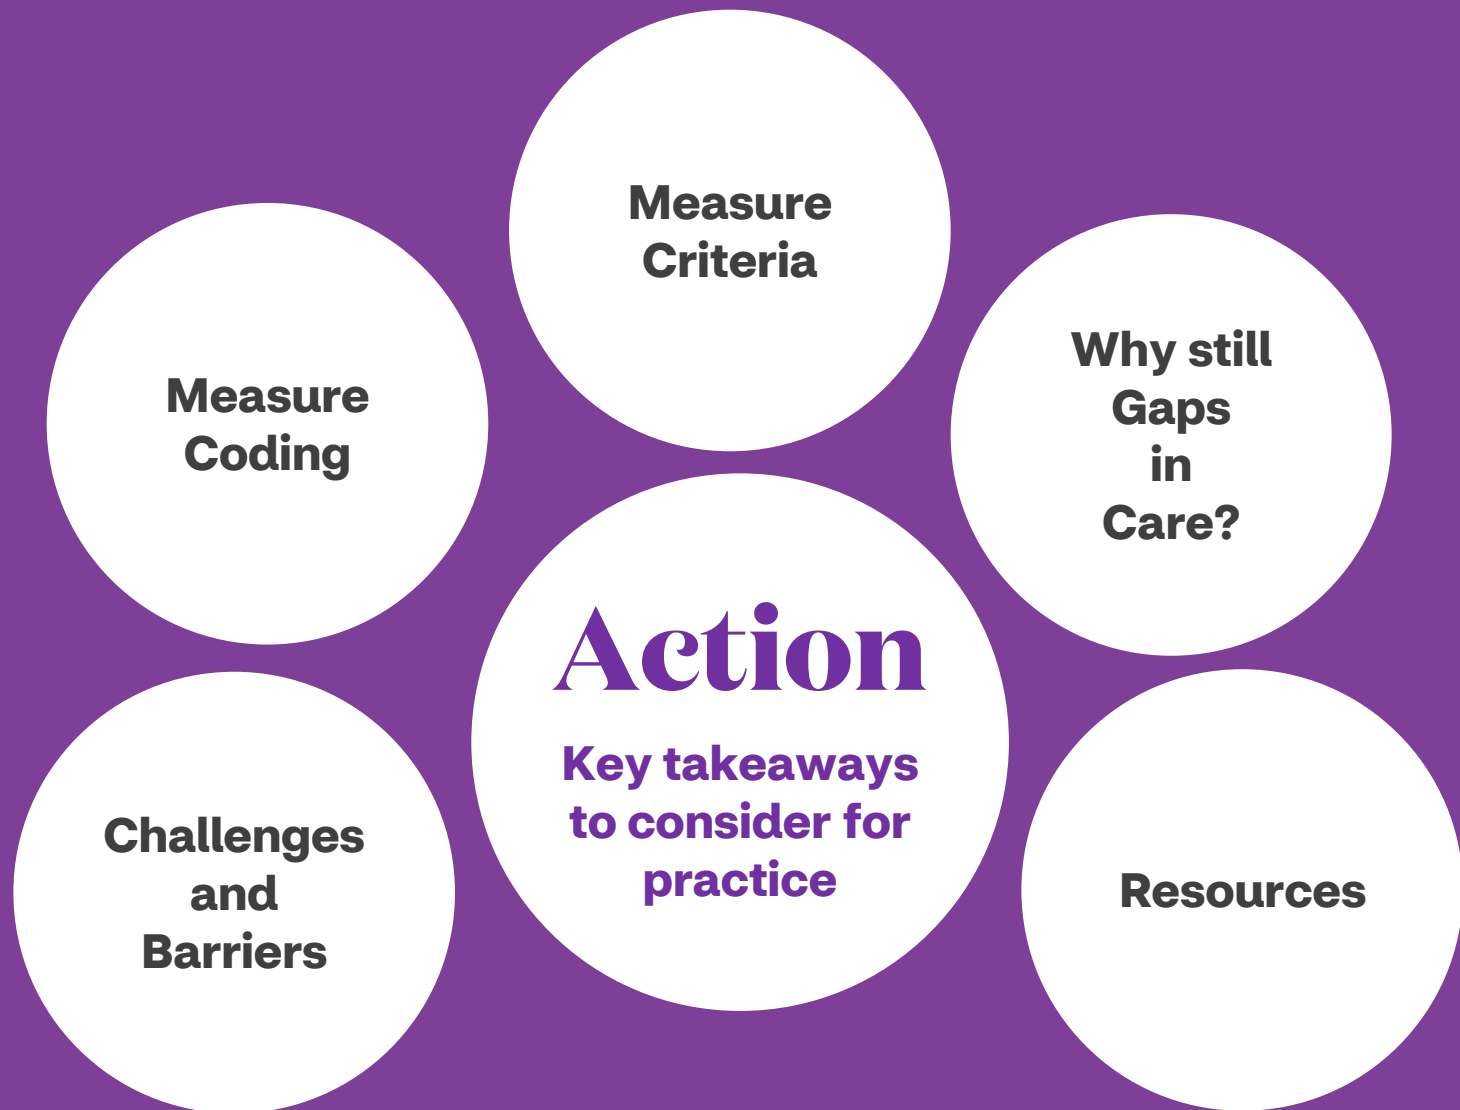 Measure
Criteria
Measure
Coding
Why still
Gaps
in
Care?
Action
Key takeaways
to consider for
practice
Challenges
and
Barriers
Resources